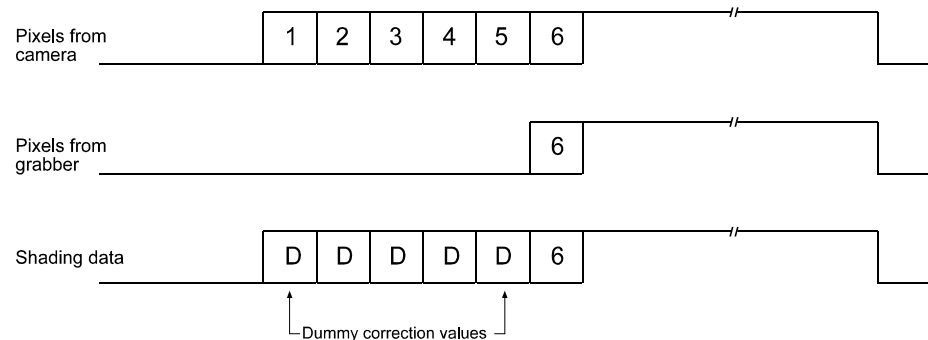 Pixels from
camera
1 2 3 4 5 6
Pixels from
grabber
6
Shading data
D D D D D 6
Dummy correction values